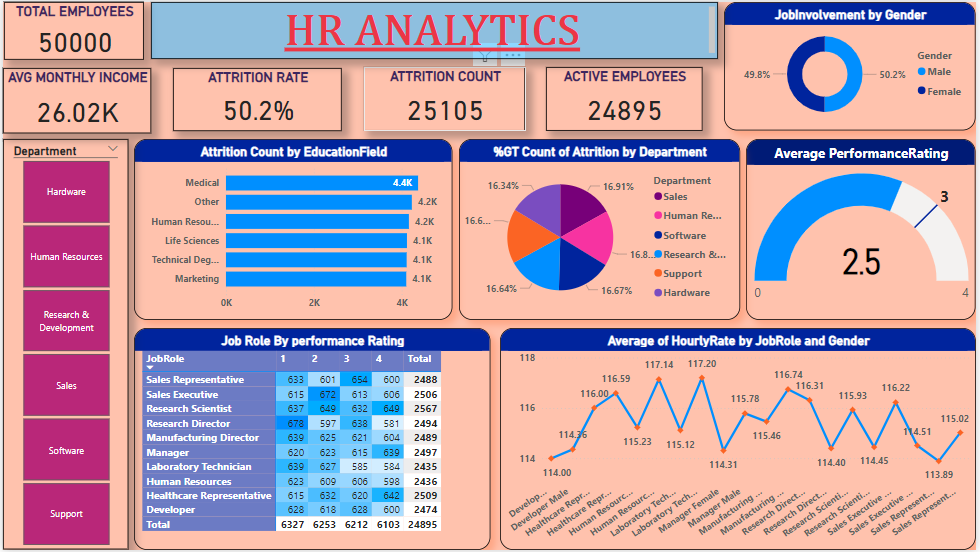 TOTAL EMPLOYEES
50000
HR ANALYTICS
AVG MONTHLY INCOME
26.02K
ATTRITION RATE
50.2%
ATTRITION COUNT
25105
ACTIVE EMPLOYEES
24895
JobInvolvement by Gender
49.8%
50.2%
Gender
Male
Female
Department
Hardware
Human Resources
Research &
Development
Sales
Software
Support
Attrition Count by EducationField
Medical 4.4K
Other 4.2K
Human Resou... 4.2K
Life Sciences 4.1K
Technical Deg... 4.1K
Marketing 4.1K
0K 2K 4K
%GT Count of Attrition by Department
16.34%
16.91%
16.6...
16.8...
16.64%
16.67%
Department
Sales
Human Re...
Software
Research &...
Support
Hardware
Average PerformanceRating
3
2.5
0 4
Job Role By performance Rating
JobRole 1 2 3 4 Total
Sales Representative 633 601 654 600 2488
Sales Executive 615 672 613 606 2506
Research Scientist 637 649 632 649 2567
Research Director 678 597 638 581 2494
Manufacturing Director 639 625 621 604 2489
Manager 620 623 615 639 2497
Laboratory Technician 639 627 585 584 2435
Human Resources 623 609 606 598 2436
Healthcare Representative 615 632 620 642 2509
Developer 628 618 628 600 2474
Total 6327 6253 6212 6103 24895
Average of HourlyRate by JobRole and Gender
118
116
114
114.00
114.36
116.00
116.59
115.23
117.14
115.12
117.20
114.31
115.78
115.46
116.74
116.31
114.40
115.93
114.45
116.22
114.51
113.89
115.02
Develop...
Developer Male
Healthcare Repr...
Healthcare Repr...
Human Resourc...
Human Resourc...
Laboratory Tech...
Laboratory Tech...
Manager Female
Manager Male
Manufacturing ...
Manufacturing ...
Research Direct...
Research Direct...
Research Scienti...
Research Scienti...
Sales Executive ...
Sales Executive ...
Sales Represent...
Sales Represent...